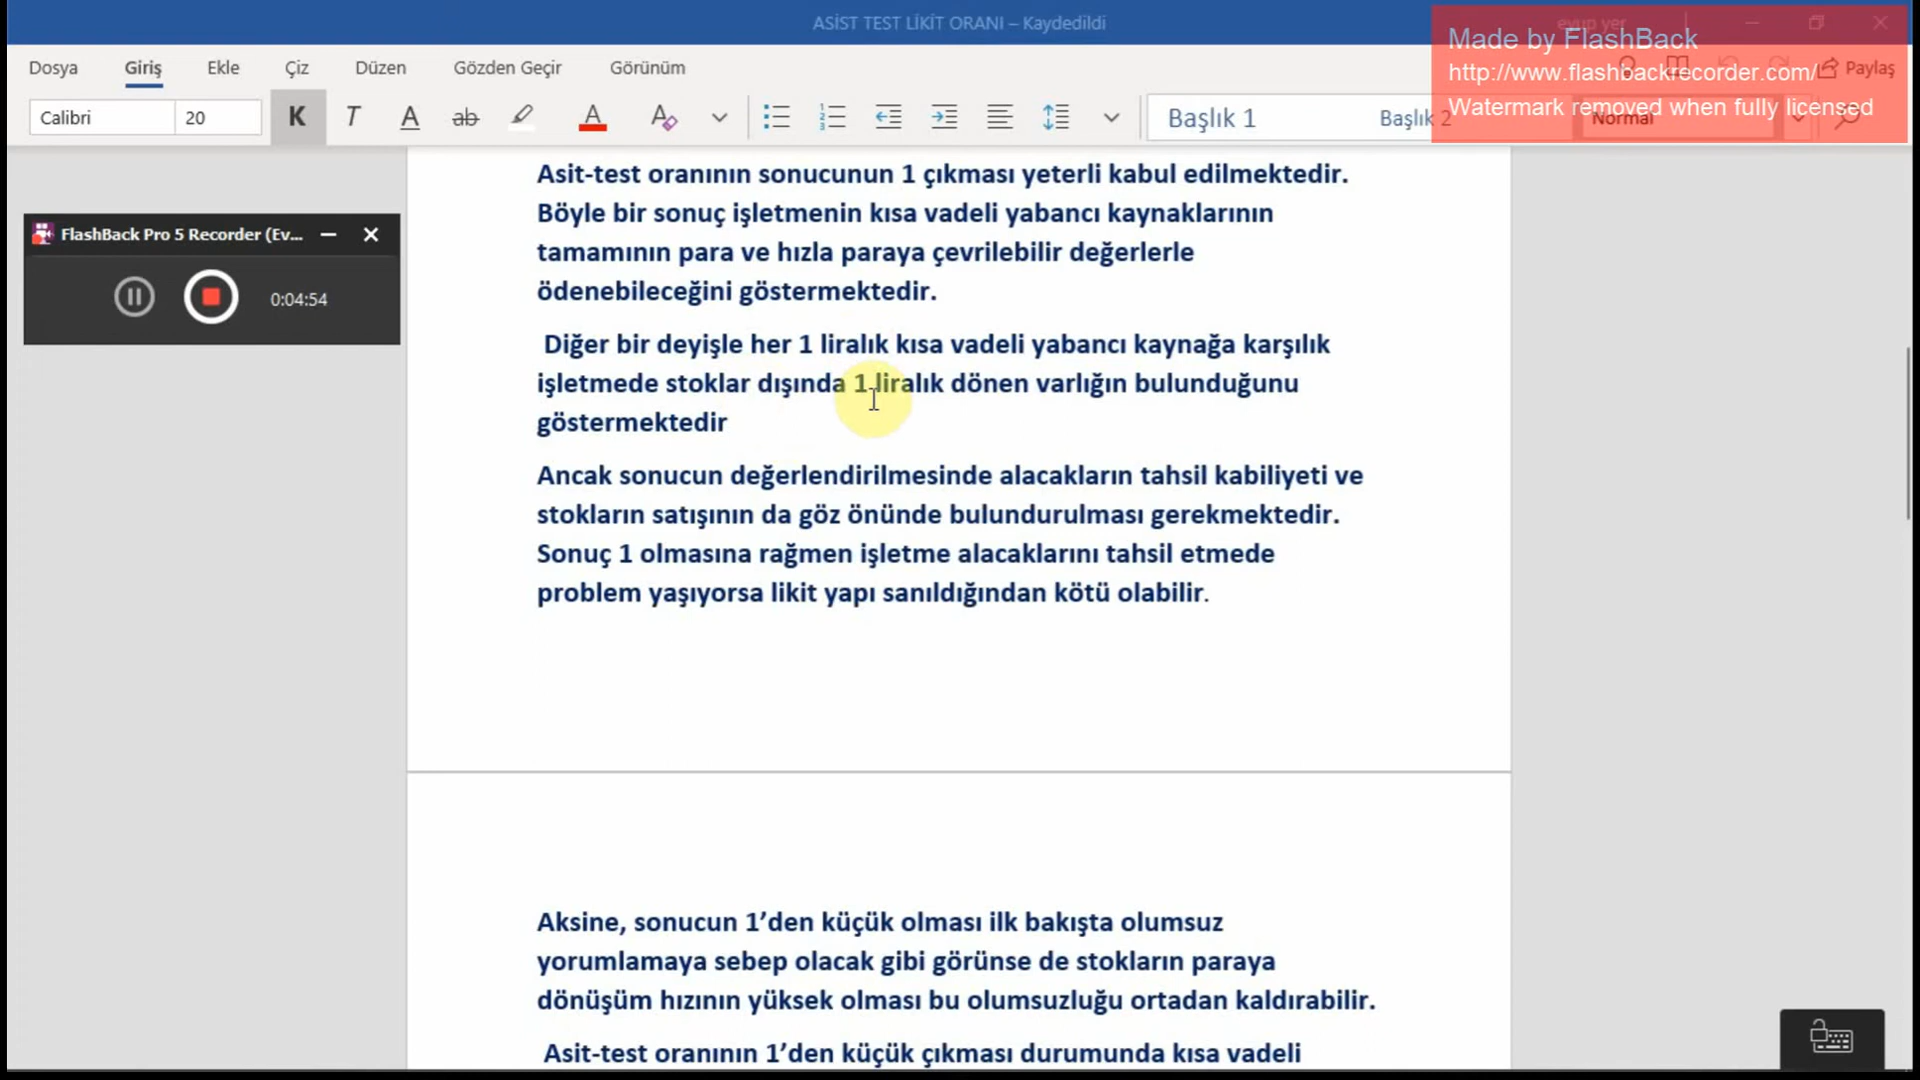 ASİST TEST LİKİT ORANI – Kaydedildi
eyup yer
Made by FlashBack
http://www.flashbackrecorder.com/
Watermark removed when fully licensed
Dosya Giriş Ekle Çiz Düzen Gözden Geçir Görünüm Paylaş
Calibri 20 K T A ab A A Başlık 1 Başlık 2 Normal
FlashBack Pro 5 Recorder (Ev...
0:04:54
Asit-test oranının sonucunun 1 çıkması yeterli kabul edilmektedir.
Böyle bir sonuç işletmenin kısa vadeli yabancı kaynaklarının
tamamının para ve hızla paraya çevrilebilir değerlerle
ödenebileceğini göstermektedir.
Diğer bir deyişle her 1 liralık kısa vadeli yabancı kaynağa karşılık
işletmede stoklar dışında 1 liralık dönen varlığın bulunduğunu
göstermektedir
Ancak sonucun değerlendirilmesinde alacakların tahsil kabiliyeti ve
stokların satışının da göz önünde bulundurulması gerekmektedir.
Sonuç 1 olmasına rağmen işletme alacaklarını tahsil etmede
problem yaşıyorsa likit yapı sanıldığından kötü olabilir.
Aksine, sonucun 1’den küçük olması ilk bakışta olumsuz
yorumlamaya sebep olacak gibi görünse de stokların paraya
dönüşüm hızının yüksek olması bu olumsuzluğu ortadan kaldırabilir.
Asit-test oranının 1’den küçük çıkması durumunda kısa vadeli